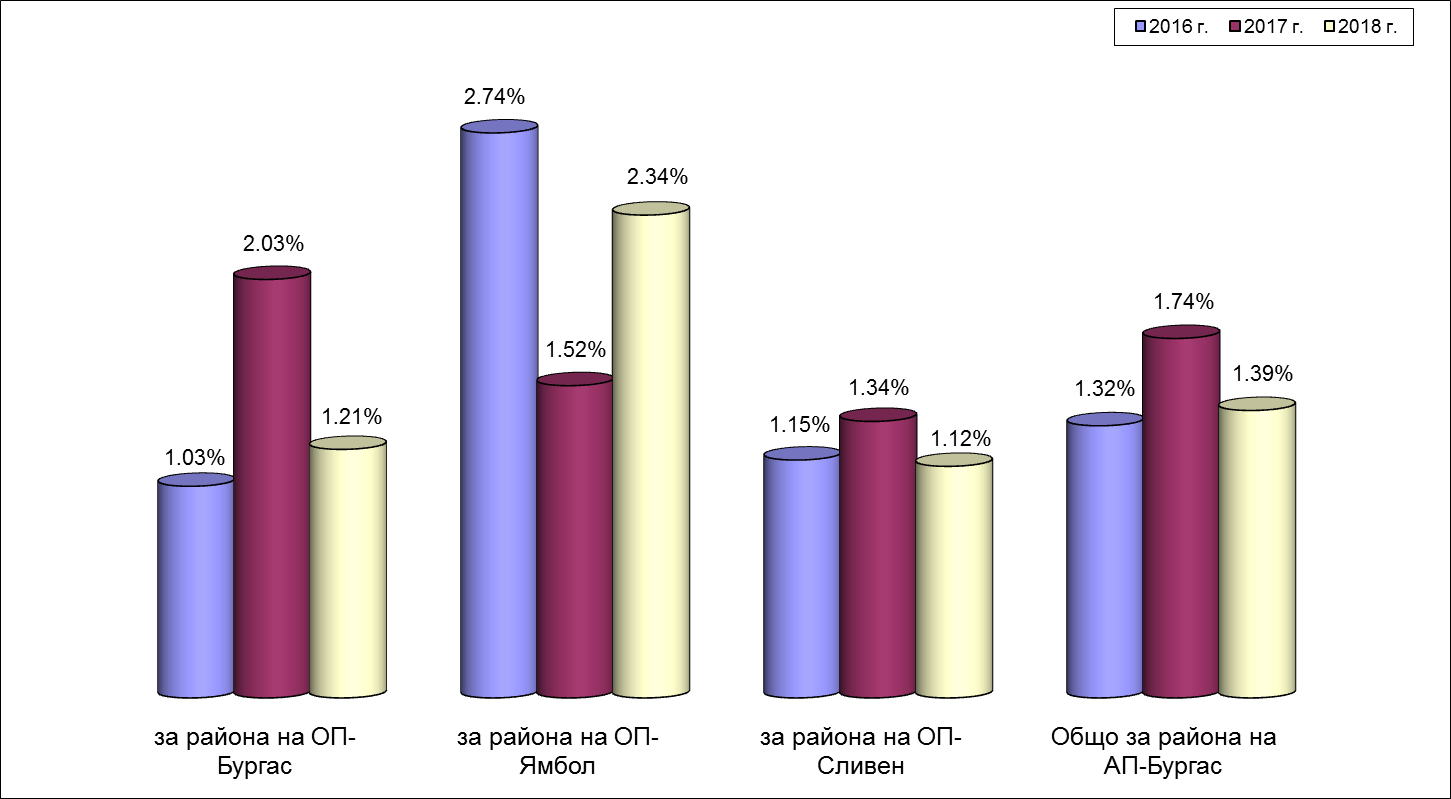 2016 г. 2017 г. 2018 г.
2.74%
2.34%
2.03%
1.74%
1.52%
1.34%
1.32%
1.39%
1.21%
1.15%
1.12%
1.03%
за района на ОП-
Бургас
за района на ОП-
Ямбол
за района на ОП-
Сливен
Общо за района на
АП-Бургас